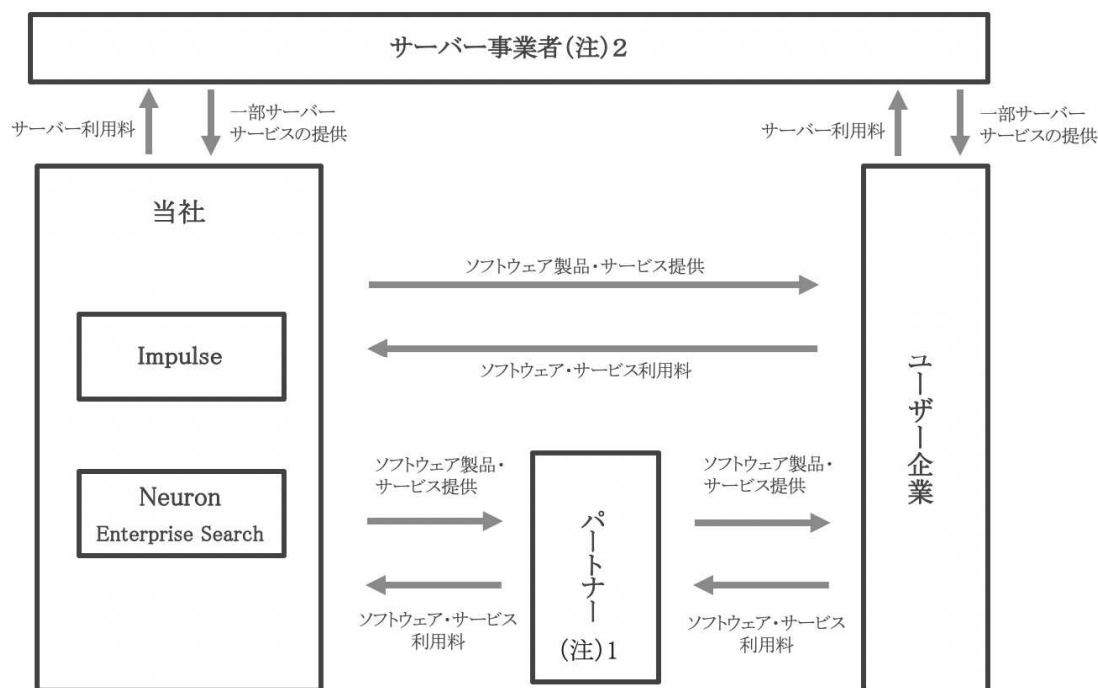 サーバー事業者(注)2
サーバー利用料
一部サーバー
サービスの提供
サーバー利用料
一部サーバー
サービスの提供
当社
ソフトウェア製品・サービス提供
Impulse
ソフトウェア・サービス利用料
ユーザー企業
Neuron
Enterprise Search
ソフトウェア製品・
サービス提供
パートナー
(注)1
ソフトウェア製品・
サービス提供
ソフトウェア・サービス
利用料
ソフトウェア・サービス
利用料